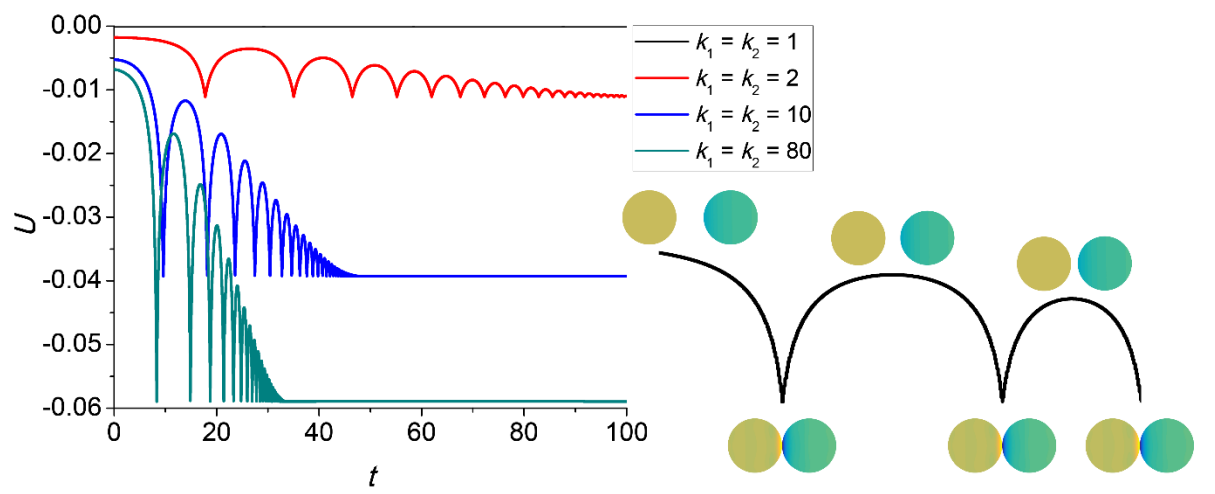 0.00
-0.01
-0.02
-0.03
-0.04
-0.05
-0.06
U
0 20 40 60 80 100
t
k₁ = k₂ = 1
k₁ = k₂ = 2
k₁ = k₂ = 10
k₁ = k₂ = 80